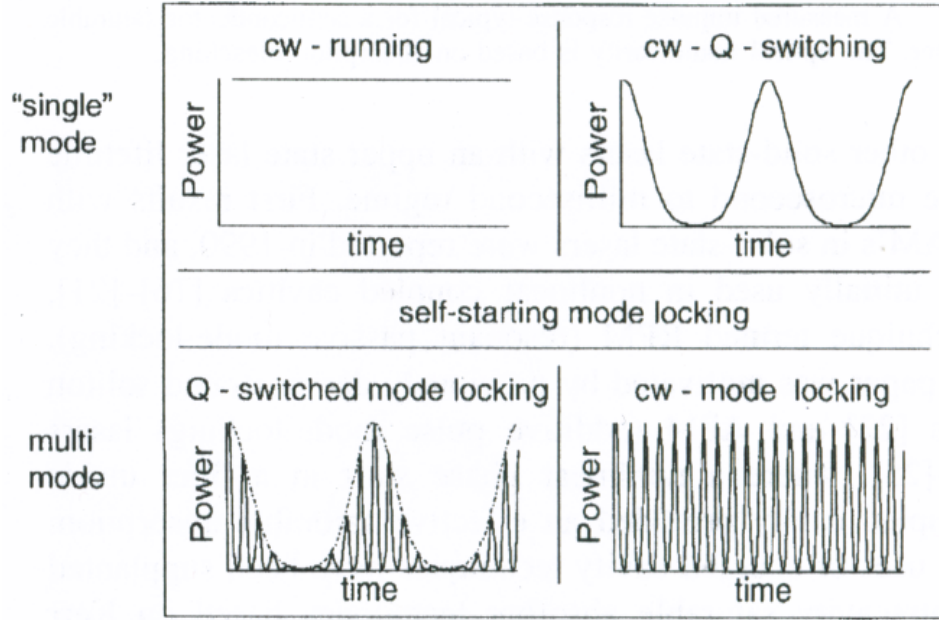 cw - running
cw - Q - switching
"single"
mode
Power
time
Power
time
self-starting mode locking
Q - switched mode locking
cw - mode locking
multi
mode
Power
time
Power
time